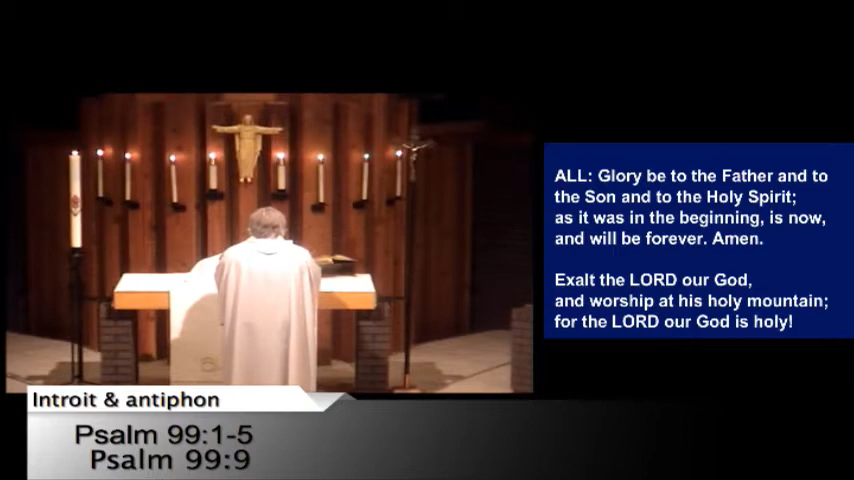 ALL: Glory be to the Father and to
the Son and to the Holy Spirit;
as it was in the beginning, is now,
and will be forever. Amen.
Exalt the LORD our God,
and worship at his holy mountain;
for the LORD our God is holy!
Introit & antiphon
Psalm 99:1-5
Psalm 99:9